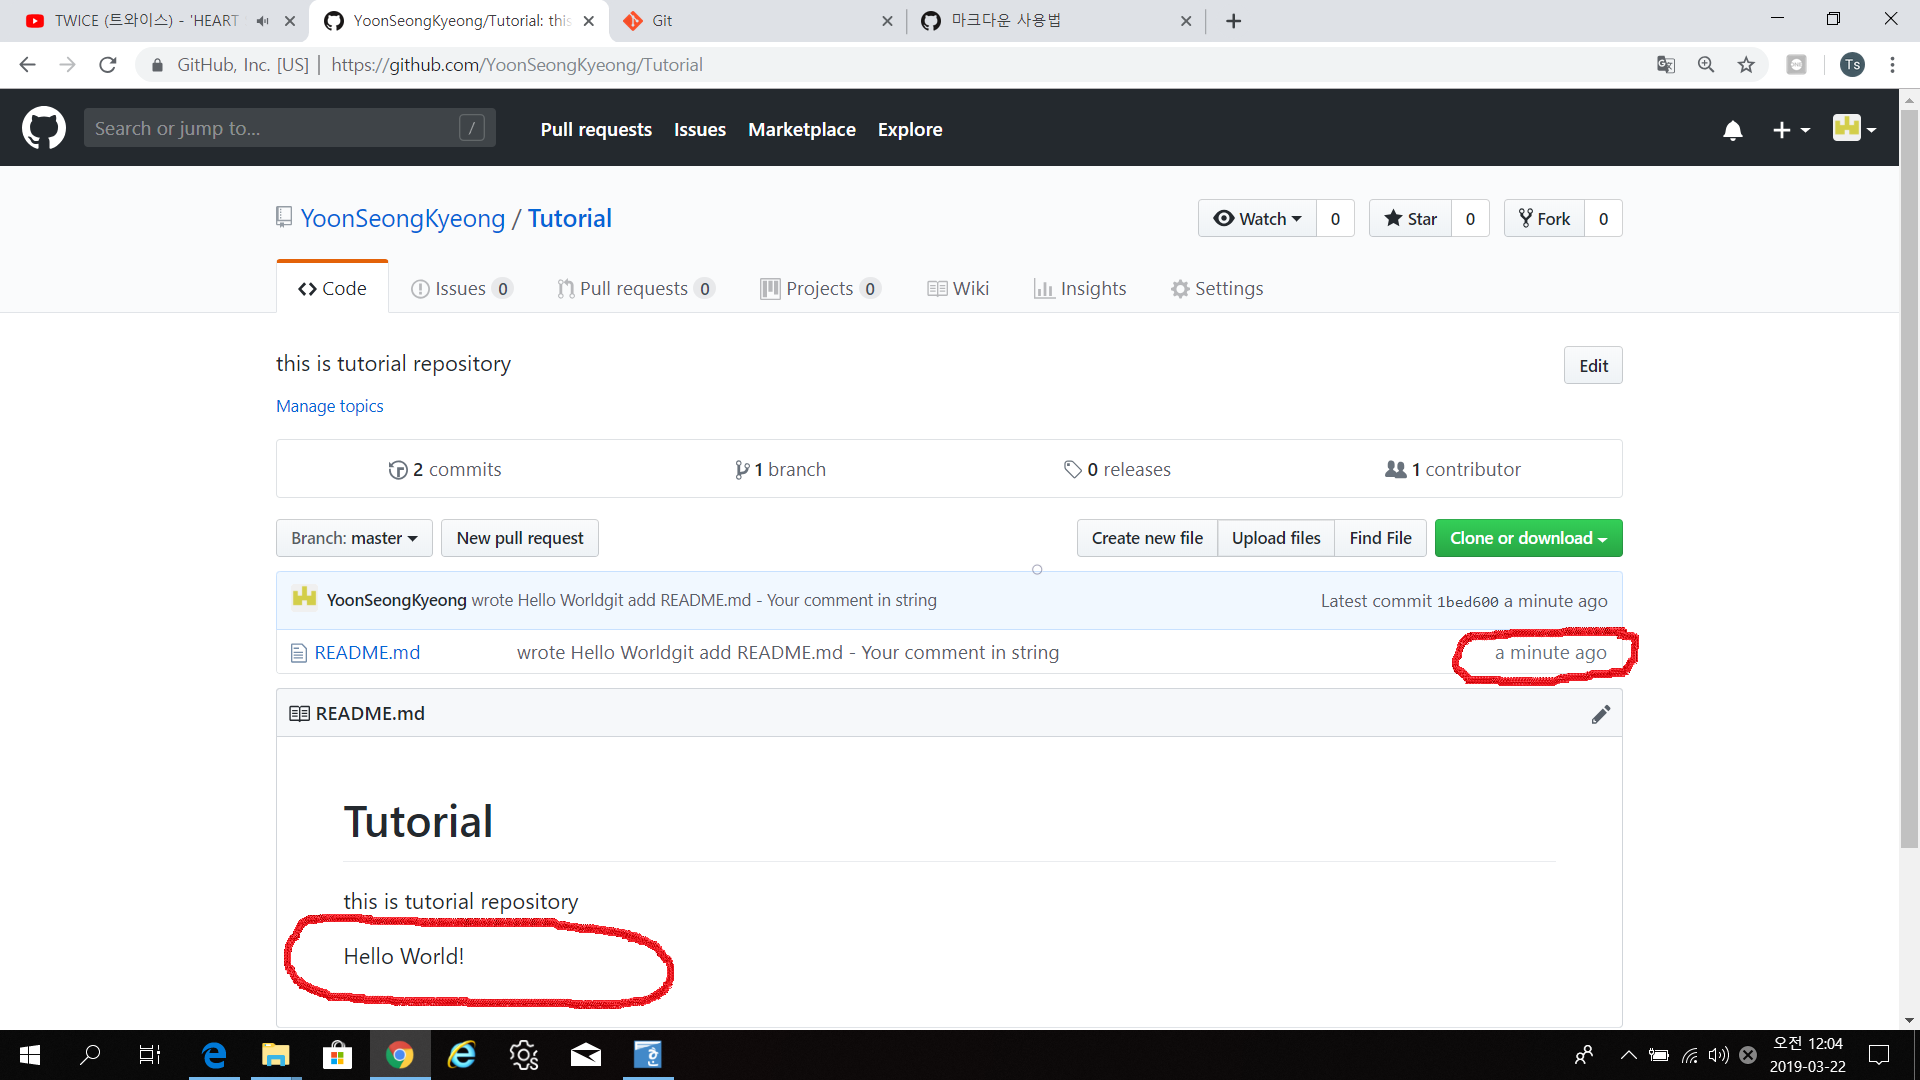 TWICE (트와이스) - 'HEART
YoonSeongKyeong/Tutorial: this
Git
마크다운 사용법
GitHub, Inc. [US] | https://github.com/YoonSeongKyeong/Tutorial
Ts
Search or jump to... /
Pull requests Issues Marketplace Explore
YoonSeongKyeong / Tutorial
Watch 0 Star 0 Fork 0
Code Issues 0 Pull requests 0 Projects 0 Wiki Insights Settings
this is tutorial repository
Edit
Manage topics
2 commits 1 branch 0 releases 1 contributor
Branch: master New pull request Create new file Upload files Find File Clone or download
YoonSeongKyeong wrote Hello Worldgit add README.md - Your comment in string Latest commit 1bed600 a minute ago
README.md wrote Hello Worldgit add README.md - Your comment in string a minute ago
README.md
Tutorial
this is tutorial repository
Hello World!
오전 12:04
2019-03-22